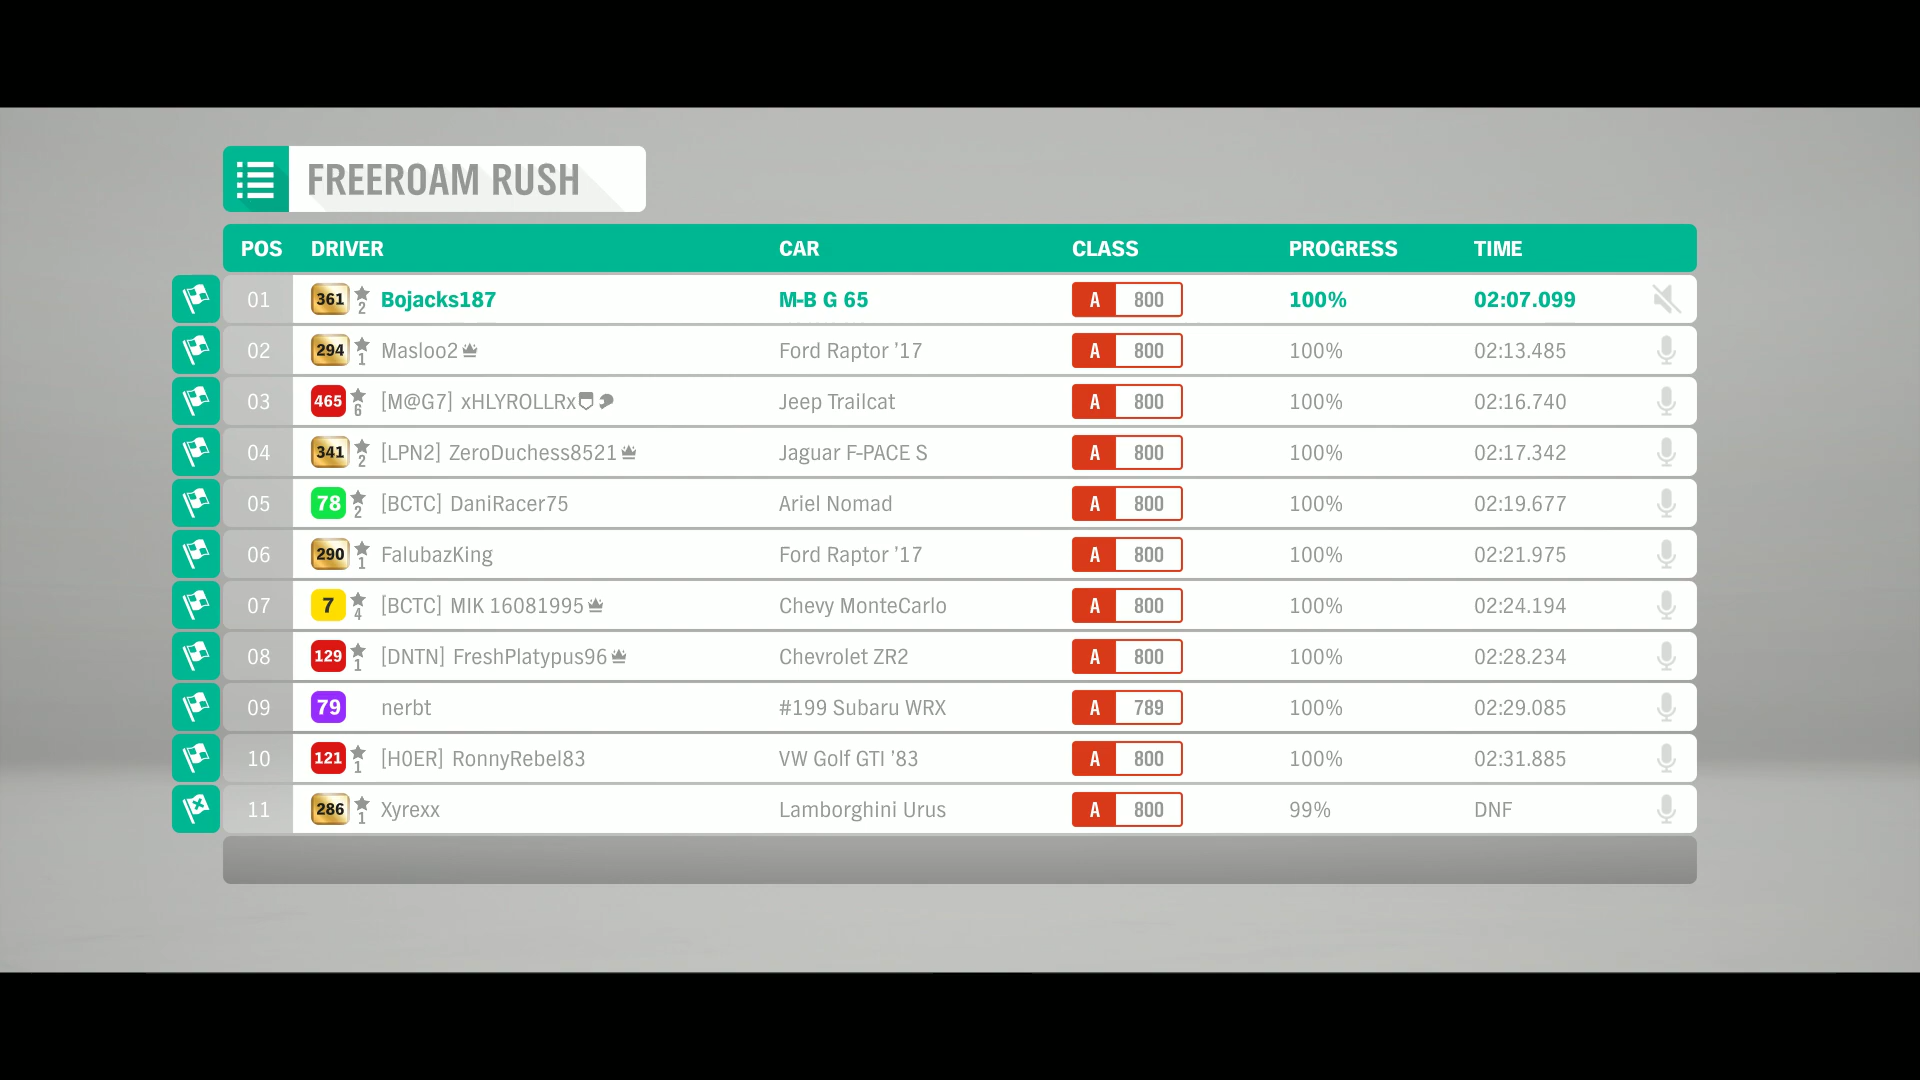 FREEROAM RUSH
POS DRIVER CAR CLASS PROGRESS TIME
01 361 2 Bojacks187 M-B G 65 A 800 100% 02:07.099
02 294 1 Masloo2 Ford Raptor ’17 A 800 100% 02:13.485
03 465 6 [M@G7] xHLYROLLRx Jeep Trailcat A 800 100% 02:16.740
04 341 2 [LPN2] ZeroDuchess8521 Jaguar F-PACE S A 800 100% 02:17.342
05 78 2 [BCTC] DaniRacer75 Ariel Nomad A 800 100% 02:19.677
06 290 1 FalubazKing Ford Raptor ’17 A 800 100% 02:21.975
07 7 4 [BCTC] MIK 16081995 Chevy MonteCarlo A 800 100% 02:24.194
08 129 1 [DNTN] FreshPlatypus96 Chevrolet ZR2 A 800 100% 02:28.234
09 79 nerbt #199 Subaru WRX A 789 100% 02:29.085
10 121 1 [H0ER] RonnyRebel83 VW Golf GTI ’83 A 800 100% 02:31.885
11 286 1 Xyrexx Lamborghini Urus A 800 99% DNF